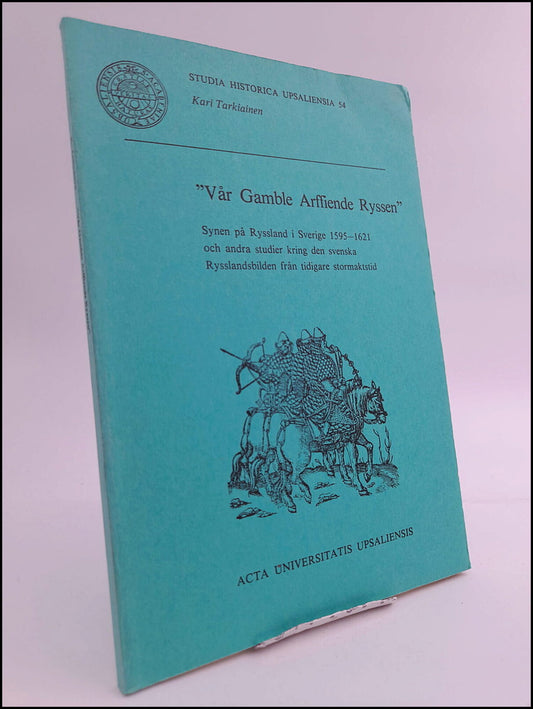 STUDIA HISTORICA UPSALIENSIA 54
Kari Tarkiainen
"Vår Gamble Arffiende Ryssen"
Synen på Ryssland i Sverige 1595–1621
och andra studier kring den svenska
Rysslandsbilden från tidigare stormaktstid
ACTA UNIVERSITATIS UPSALIENSIS